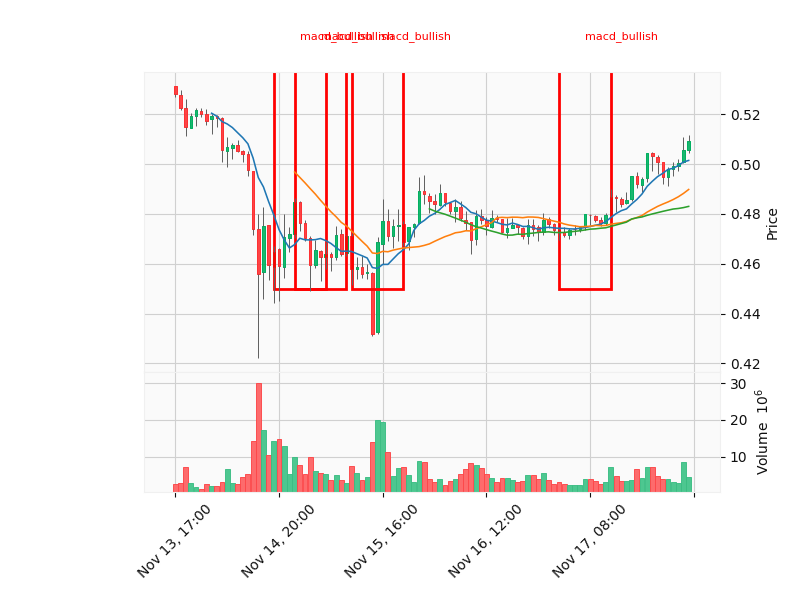 macd_bullish
macd_bullish
macd_bullish
macd_bullish
0.52
0.50
0.48
0.46
0.44
0.42
Price
30
20
10
Volume 10^6
Nov 13, 17:00
Nov 14, 20:00
Nov 15, 16:00
Nov 16, 12:00
Nov 17, 08:00